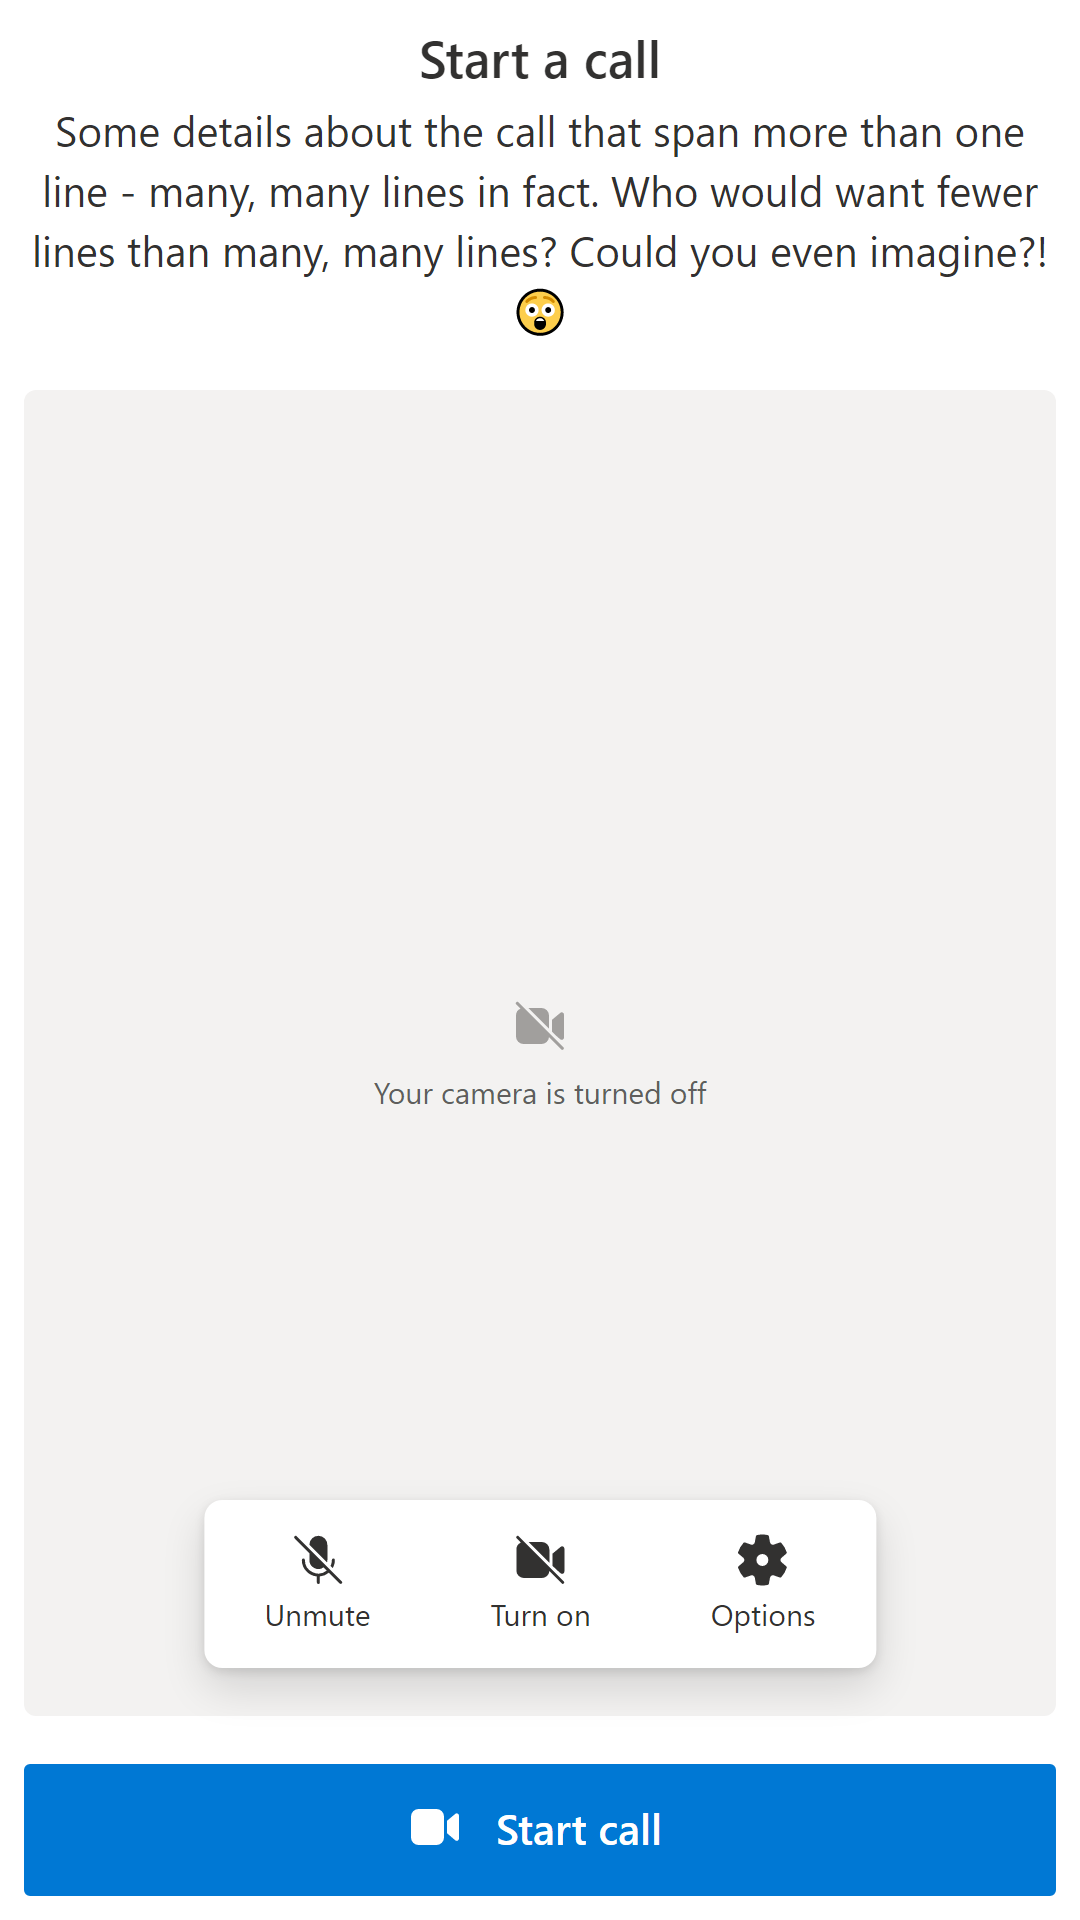 Start a call
Some details about the call that span more than one
line - many, many lines in fact. Who would want fewer
lines than many, many lines? Could you even imagine?!
😲
Your camera is turned off
Unmute
Turn on
Options
Start call